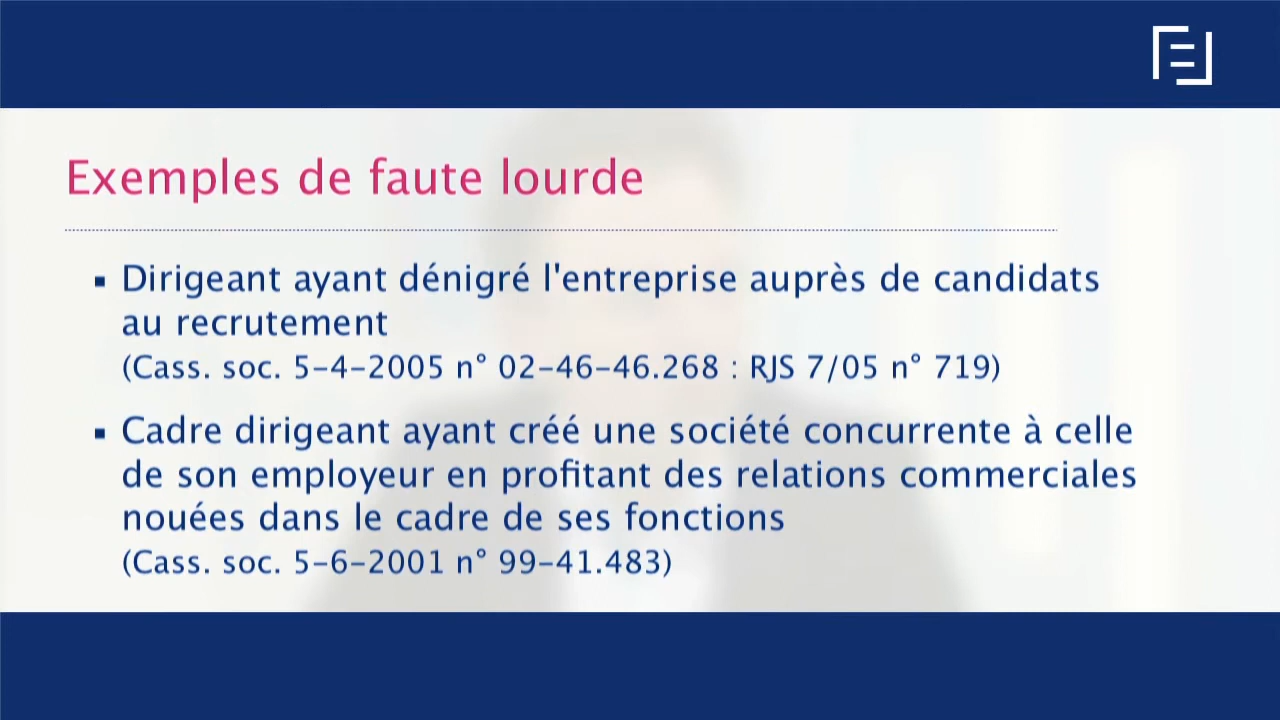 Exemples de faute lourde
▪ Dirigeant ayant dénigré l'entreprise auprès de candidats
au recrutement
(Cass. soc. 5-4-2005 n° 02-46-46.268 : RJS 7/05 n° 719)
▪ Cadre dirigeant ayant créé une société concurrente à celle
de son employeur en profitant des relations commerciales
nouées dans le cadre de ses fonctions
(Cass. soc. 5-6-2001 n° 99-41.483)